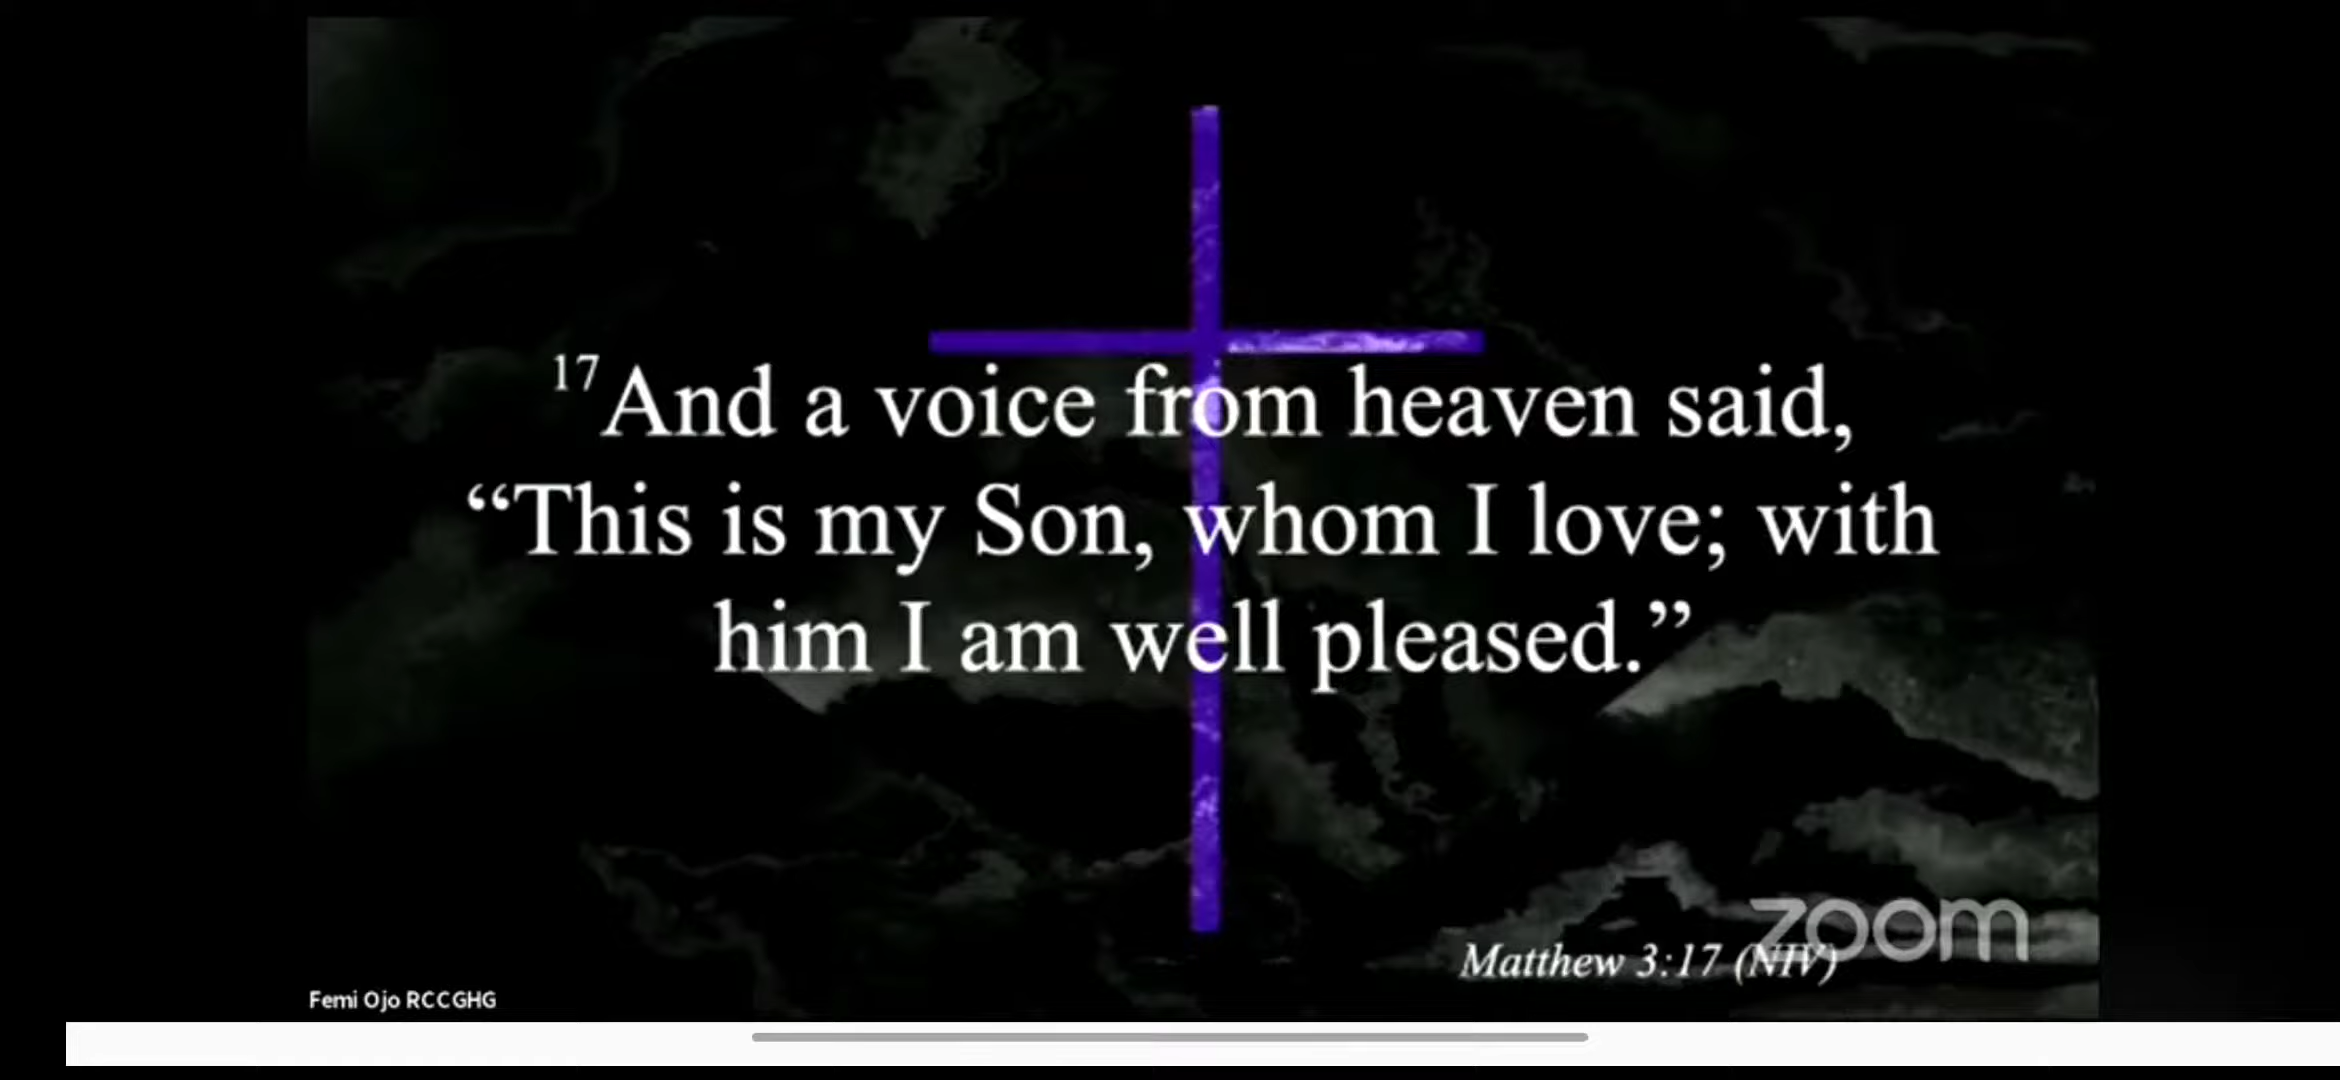 17And a voice from heaven said,
“This is my Son, whom I love; with
him I am well pleased.”
Matthew 3:17 (NIV)
zoom
Femi Ojo RCCGHG